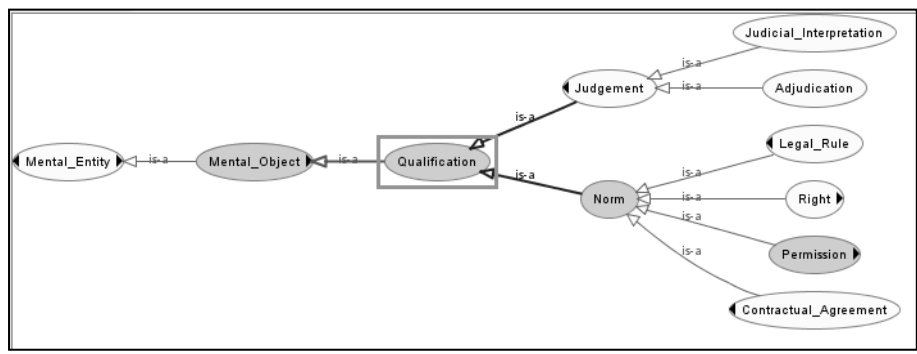 Judicial_Interpretation
is-a
Judgement
is-a
Adjudication
is-a
Legal_Rule
Mental_Entity
is-a
Mental_Object
is-a
Qualification
is-a
is-a
Norm
is-a
Right
is-a
Permission
is-a
Contractual_Agreement